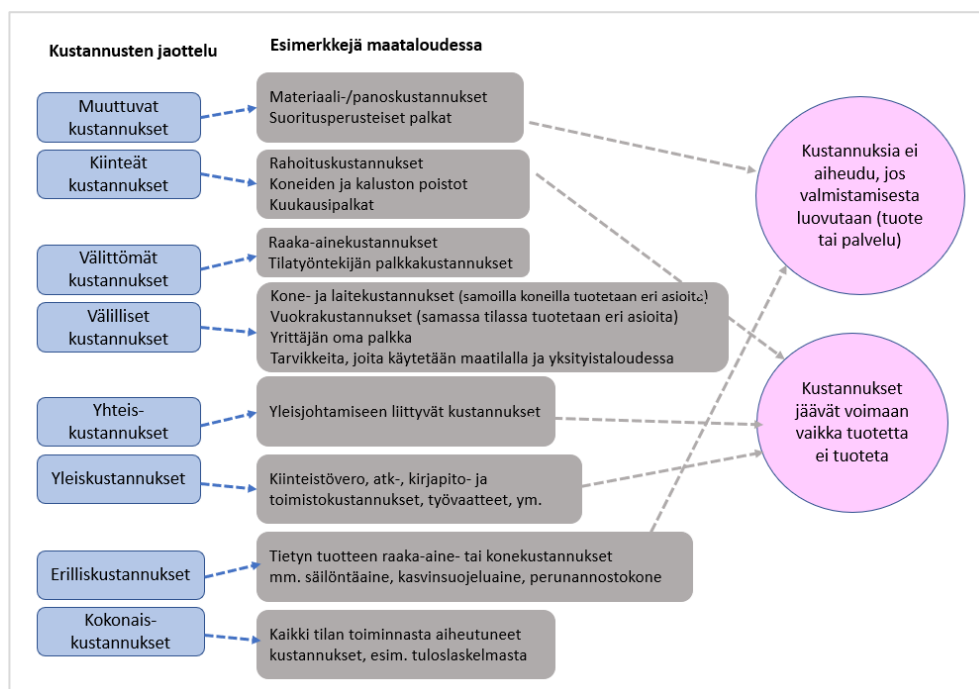 Kustannusten jaottelu
Esimerkkejä maataloudessa
Muuttuvat
kustannukset
Materiaali-/panoskustannukset
Suoritusperusteiset palkat
Kiinteät
kustannukset
Rahoituskustannukset
Koneiden ja kaluston poistot
Kuukausipalkat
Välittömät
kustannukset
Raaka-ainekustannukset
Tilatyöntekijän palkkakustannukset
Välilliset
kustannukset
Kone- ja laitekustannukset (samoilla koneilla tuotetaan eri asioita)
Vuokrakustannukset (samassa tilassa tuotetaan eri asioita)
Yrittäjän oma palkka
Tarvikkeita, joita käytetään maatilalla ja yksityistaloudessa
Yhteis-
kustannukset
Yleisjohtamiseen liittyvät kustannukset
Yleiskustannukset
Kiinteistövero, atk-, kirjapito- ja
toimistokustannukset, työvaatteet, ym.
Erilliskustannukset
Tietyn tuotteen raaka-aine- tai konekustannukset
mm. säilöntäaine, kasvinsuojeluaine, perunannostokone
Kokonais-
kustannukset
Kaikki tilan toiminnasta aiheutuneet
kustannukset, esim. tuloslaskelmasta
Kustannuksia ei
aiheudu, jos
valmistamisesta
luovutaan (tuote
tai palvelu)
Kustannukset
jäävät voimaan
vaikka tuotetta
ei tuoteta